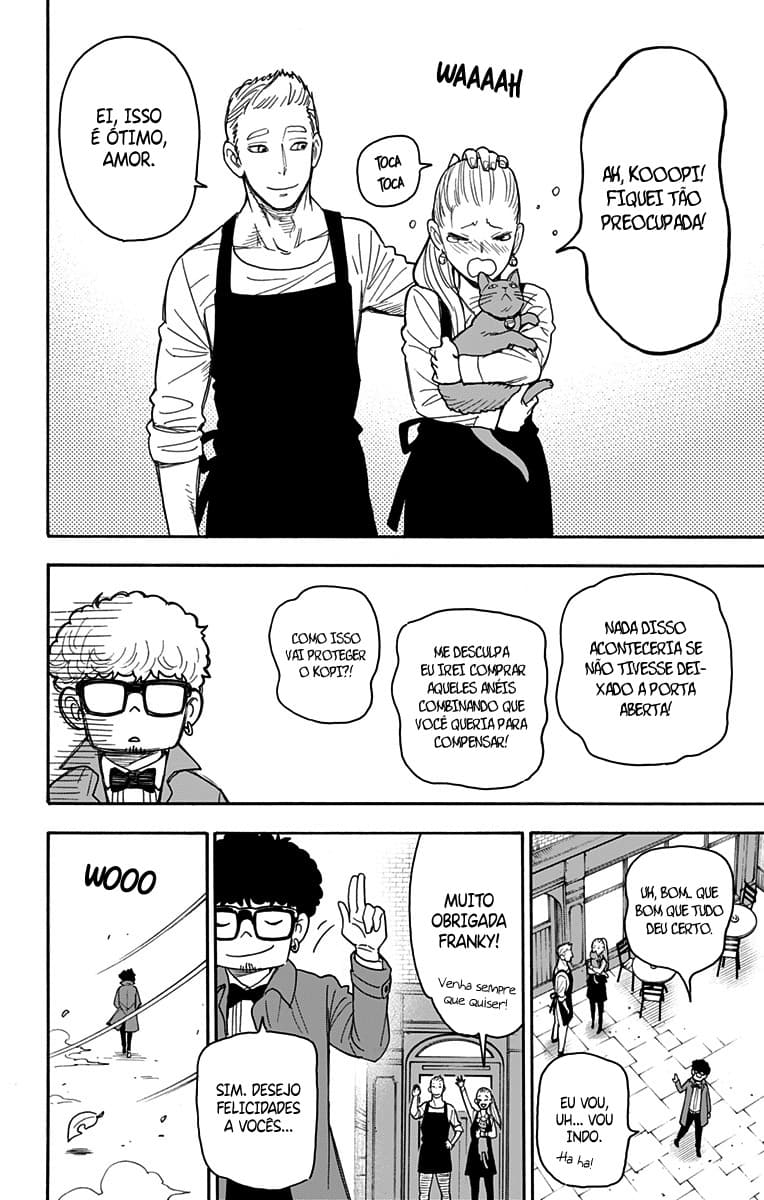 WAAAAH
AH, KOOOPI!
FIQUEI TÃO
PREOCUPADA!
TOCA
TOCA
EI, ISSO
É ÓTIMO,
AMOR.
NADA DISSO
ACONTECERIA SE
NÃO TIVESSE DEI-
XADO A PORTA
ABERTA!
ME DESCULPA
EU IREI COMPRAR
AQUELES ANÉIS
COMBINANDO QUE
VOCÊ QUERIA PARA
COMPENSAR!
COMO ISSO
VAI PROTEGER
O KOPI?!
UH, BOM.. QUE
BOM QUE TUDO
DEU CERTO.
EU VOU,
UH... VOU
INDO.
Ha ha!
MUITO
OBRIGADA
FRANKY!
Venha sempre
que quiser!
SIM. DESEJO
FELICIDADES
A VOCÊS...
WOOO